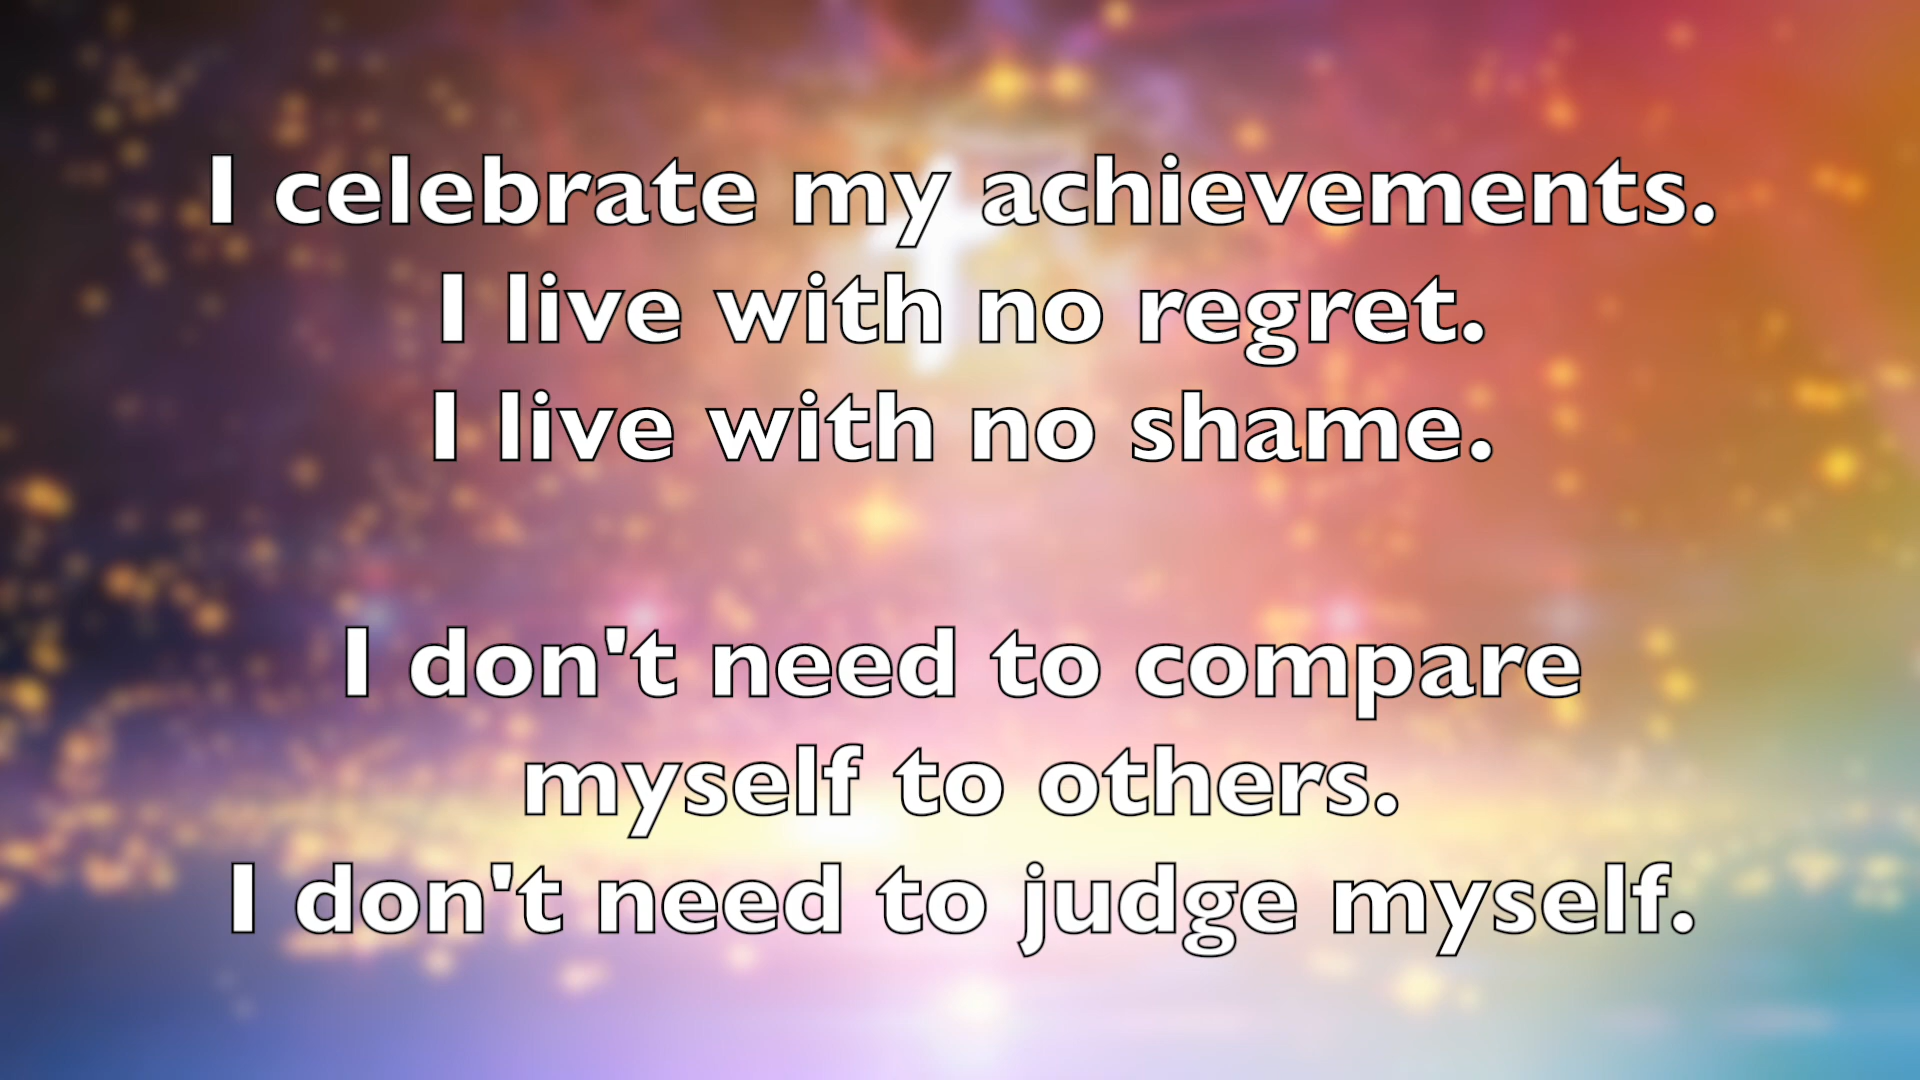 I celebrate my achievements.
I live with no regret.
I live with no shame.
I don't need to compare
myself to others.
I don't need to judge myself.